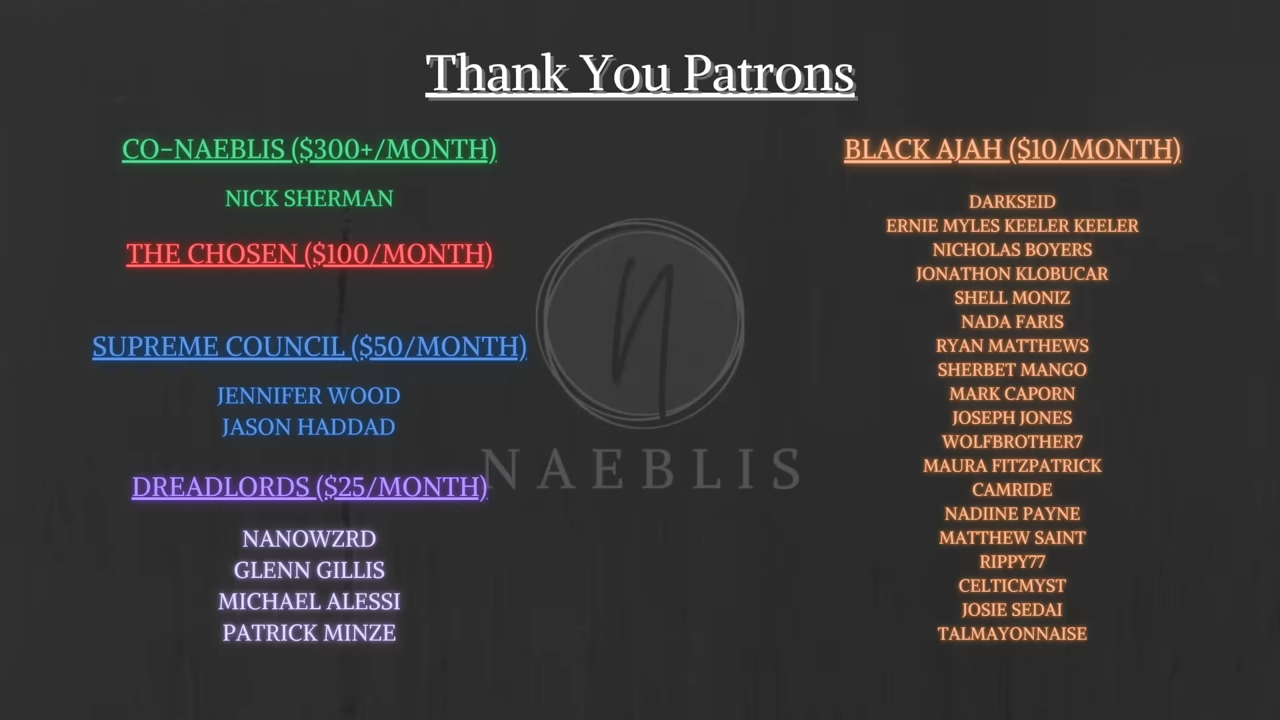 Thank You Patrons
CO-NAEBLIS ($300+/MONTH)
NICK SHERMAN
THE CHOSEN ($100/MONTH)
SUPREME COUNCIL ($50/MONTH)
JENNIFER WOOD
JASON HADDAD
DREADLORDS ($25/MONTH)
NANOWZRD
GLENN GILLIS
MICHAEL ALESSI
PATRICK MINZE
n
NAEBLIS
BLACK AJAH ($10/MONTH)
DARKSEID
ERNIE MYLES KEELER KEELER
NICHOLAS BOYERS
JONATHON KLOBUCAR
SHELL MONIZ
NADA FARIS
RYAN MATTHEWS
SHERBET MANGO
MARK CAPORN
JOSEPH JONES
WOLFBROTHER7
MAURA FITZPATRICK
CAMRIDE
NADIINE PAYNE
MATTHEW SAINT
RIPPY77
CELTICMYST
JOSIE SEDAI
TALMAYONNAISE